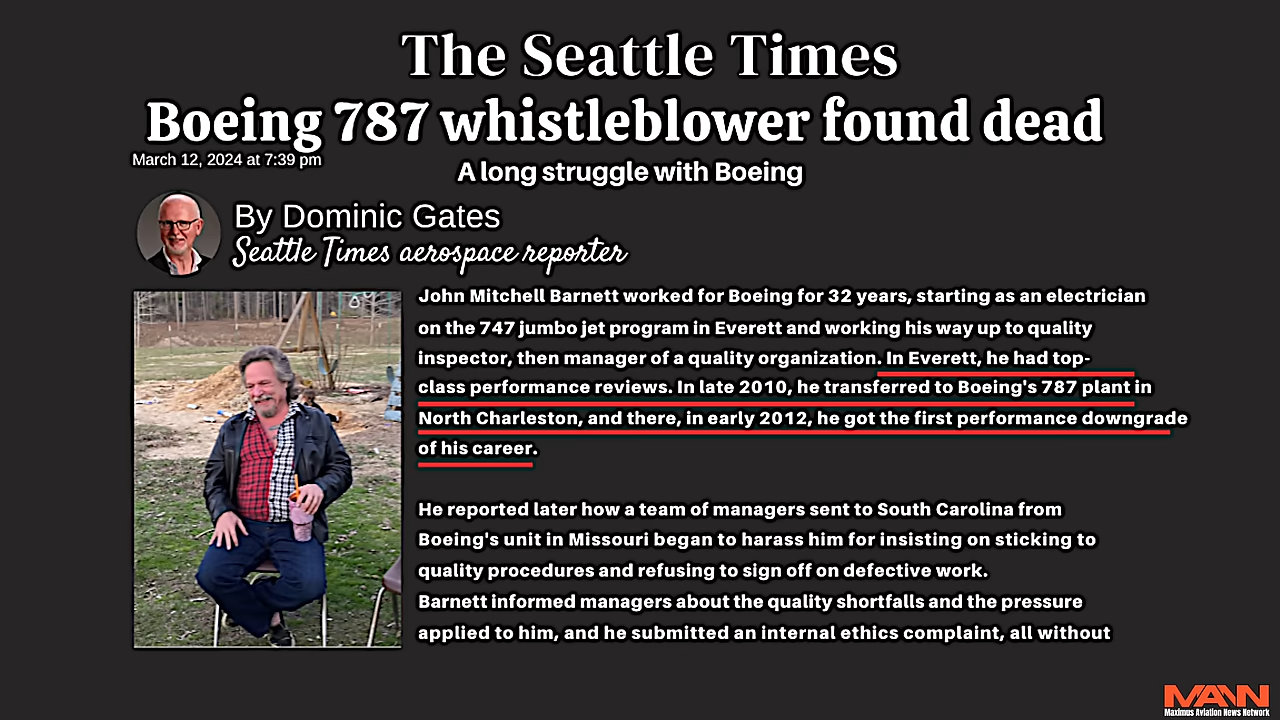 The Seattle Times
Boeing 787 whistleblower found dead
March 12, 2024 at 7:39 pm
A long struggle with Boeing
By Dominic Gates
Seattle Times aerospace reporter
John Mitchell Barnett worked for Boeing for 32 years, starting as an electrician
on the 747 jumbo jet program in Everett and working his way up to quality
inspector, then manager of a quality organization. In Everett, he had top-
class performance reviews. In late 2010, he transferred to Boeing's 787 plant in
North Charleston, and there, in early 2012, he got the first performance downgrade
of his career.
He reported later how a team of managers sent to South Carolina from
Boeing's unit in Missouri began to harass him for insisting on sticking to
quality procedures and refusing to sign off on defective work.
Barnett informed managers about the quality shortfalls and the pressure
applied to him, and he submitted an internal ethics complaint, all without
MAVN
Maximus Aviation News Network